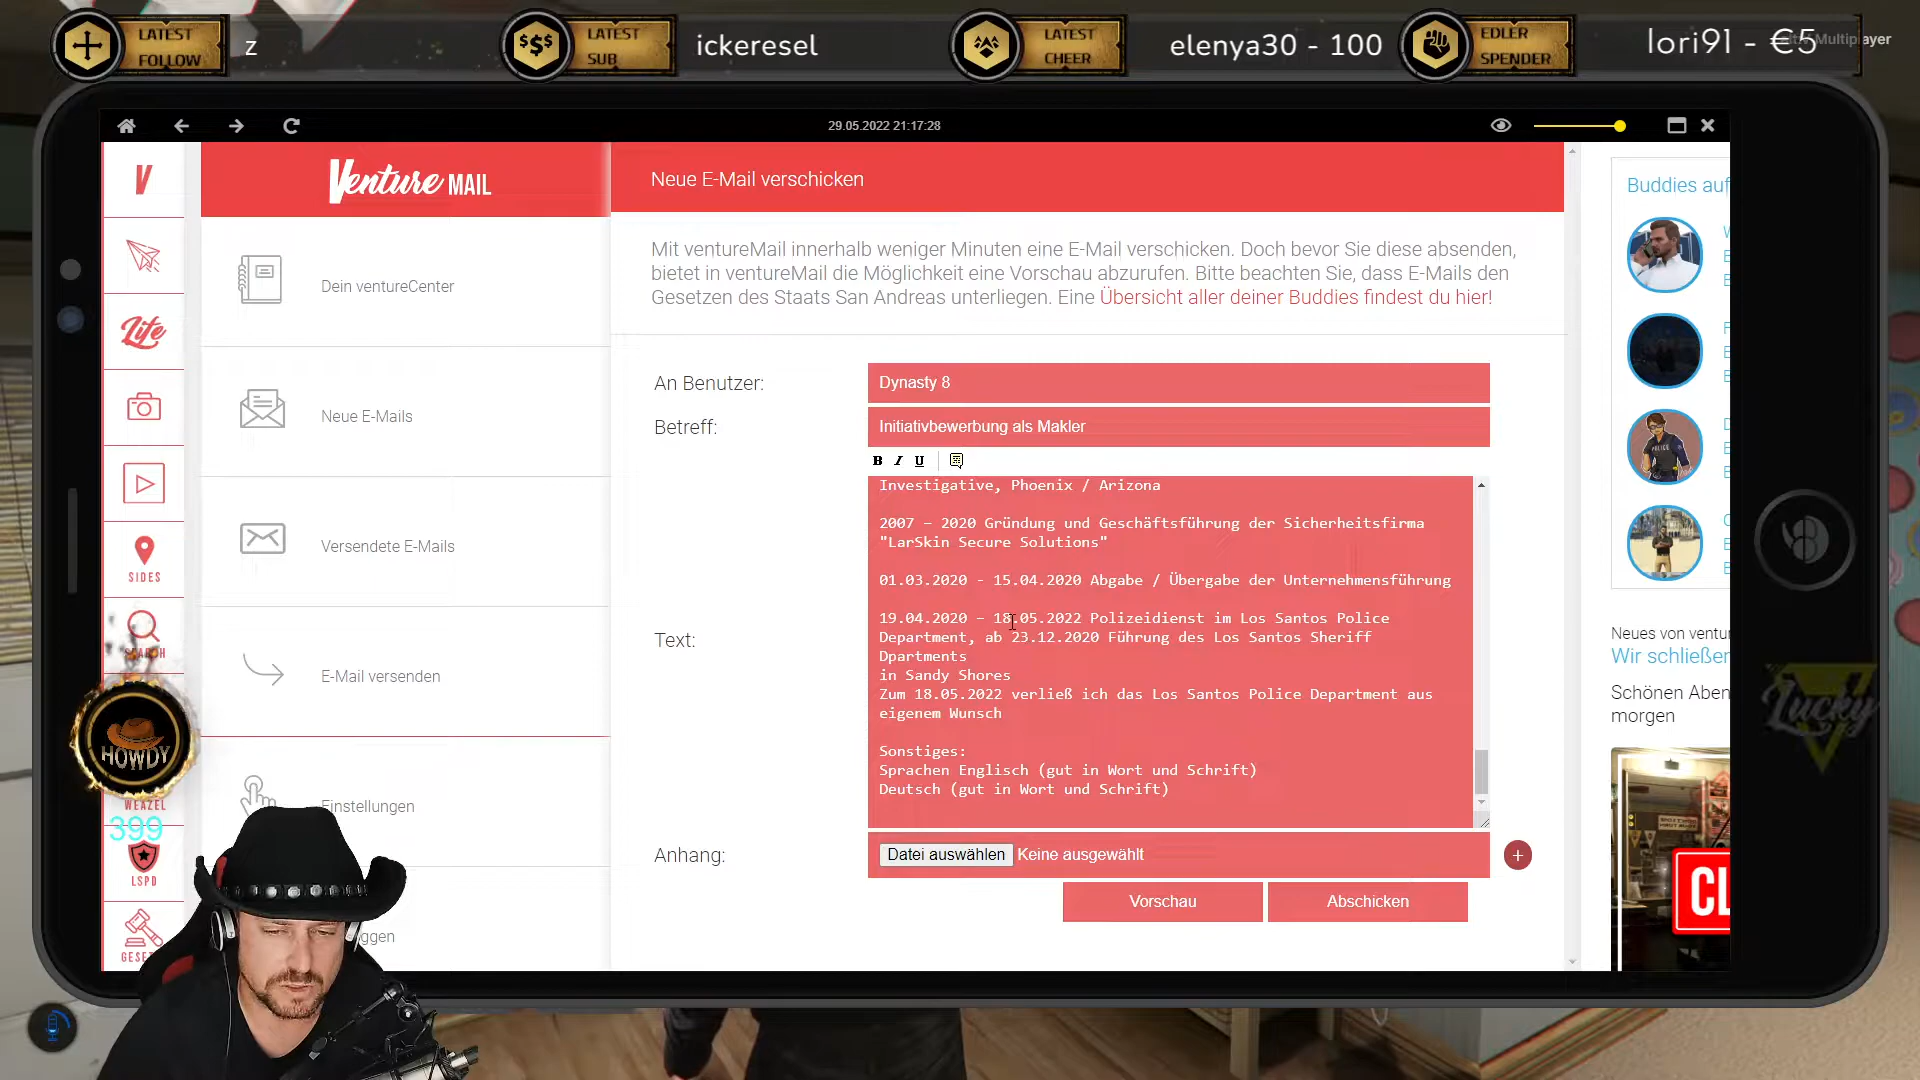 LATEST
FOLLOW
z
LATEST
SUB
ickeresel
LATEST
CHEER
elenya30 - 100
EDLER
SPENDER
lori91 - €5
Multiplayer
29.05.2022 21:17:28
Venture MAIL
Neue E-Mail verschicken
Mit ventureMail innerhalb weniger Minuten eine E-Mail verschicken. Doch bevor Sie diese absenden,
bietet in ventureMail die Möglichkeit eine Vorschau abzurufen. Bitte beachten Sie, dass E-Mails den
Gesetzen des Staats San Andreas unterliegen. Eine Übersicht aller deiner Buddies findest du hier!
V
Life
SIDES
SEARCH
HOWDY
WEAZEL
399
LSPD
Dein ventureCenter
Neue E-Mails
Versendete E-Mails
E-Mail versenden
Einstellungen
ggen
An Benutzer:
Dynasty 8
Betreff:
Initiativbewerbung als Makler
B I U
Text:
Investigative, Phoenix / Arizona
2007 – 2020 Gründung und Geschäftsführung der Sicherheitsfirma
"LarSkin Secure Solutions"
01.03.2020 - 15.04.2020 Abgabe / Übergabe der Unternehmensführung
19.04.2020 – 18.05.2022 Polizeidienst im Los Santos Police
Department, ab 23.12.2020 Führung des Los Santos Sheriff
Dpartments
in Sandy Shores
Zum 18.05.2022 verließ ich das Los Santos Police Department aus
eigenem Wunsch
Sonstiges:
Sprachen Englisch (gut in Wort und Schrift)
Deutsch (gut in Wort und Schrift)
Anhang:
Datei auswählen Keine ausgewählt
+
Vorschau
Abschicken
Buddies auf
Neues von ventur
Wir schließen
Schönen Aben
morgen
CL
Lucky
V